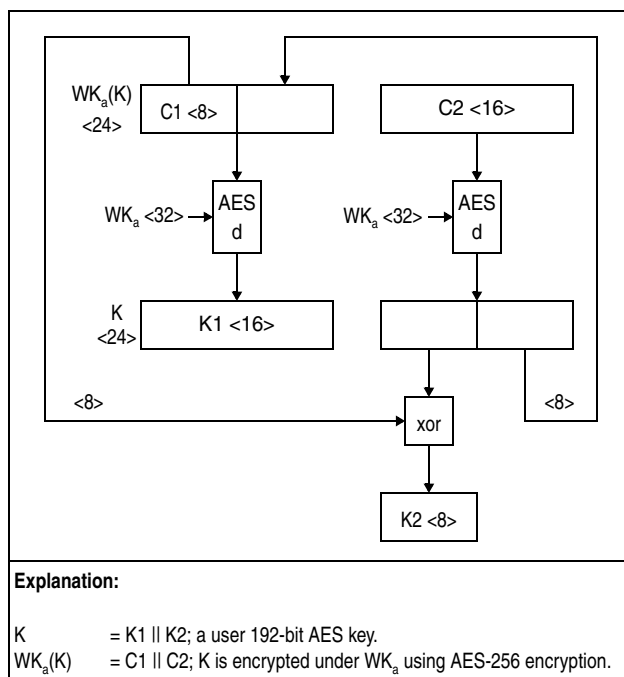 WKa(K)
<24>
C1 <8>
C2 <16>
WKa <32>
AES
d
WKa <32>
AES
d
K
<24>
K1 <16>
<8>
xor
<8>
K2 <8>
Explanation:
K = K1 || K2; a user 192-bit AES key.
WKa(K) = C1 || C2; K is encrypted under WKa using AES-256 encryption.